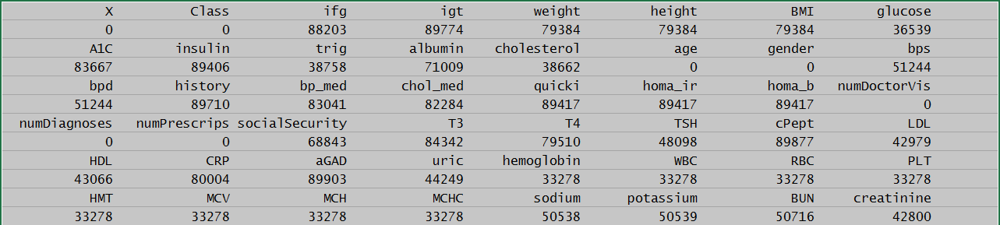 X Class ifg igt weight height BMI glucose
0 0 88203 89774 79384 79384 79384 36539
A1C insulin trig albumin cholesterol age gender bps
83667 89406 38758 71009 38662 0 0 51244
bpd history bp_med chol_med quicki homa_ir homa_b numDoctorVis
51244 89710 83041 82284 89417 89417 89417 0
numDiagnoses numPrescrips socialSecurity T3 T4 TSH cPept LDL
0 0 68843 84342 79510 48098 89877 42979
HDL CRP aGAD uric hemoglobin WBC RBC PLT
43066 80004 89903 44249 33278 33278 33278 33278
HMT MCV MCH MCHC sodium potassium BUN creatinine
33278 33278 33278 33278 50538 50539 50716 42800